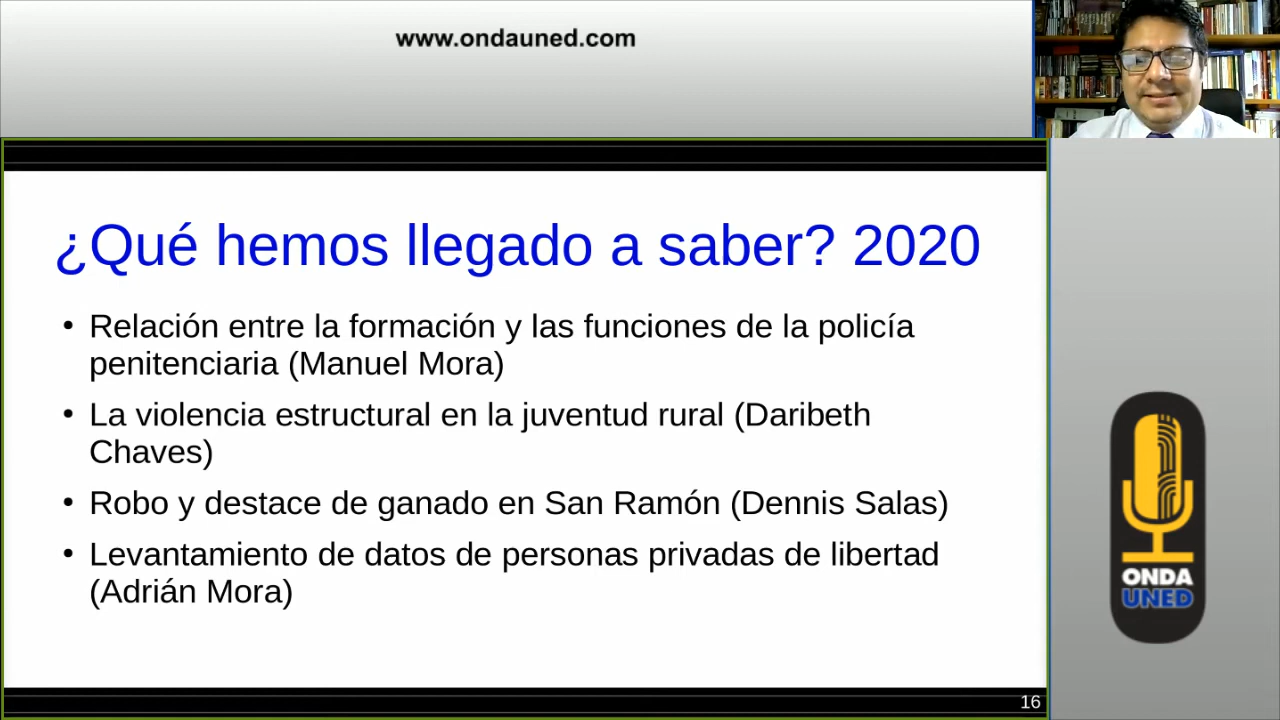 www.ondauned.com
¿Qué hemos llegado a saber? 2020
• Relación entre la formación y las funciones de la policía
penitenciaria (Manuel Mora)
• La violencia estructural en la juventud rural (Daribeth
Chaves)
• Robo y destace de ganado en San Ramón (Dennis Salas)
• Levantamiento de datos de personas privadas de libertad
(Adrián Mora)
ONDA
UNED
16